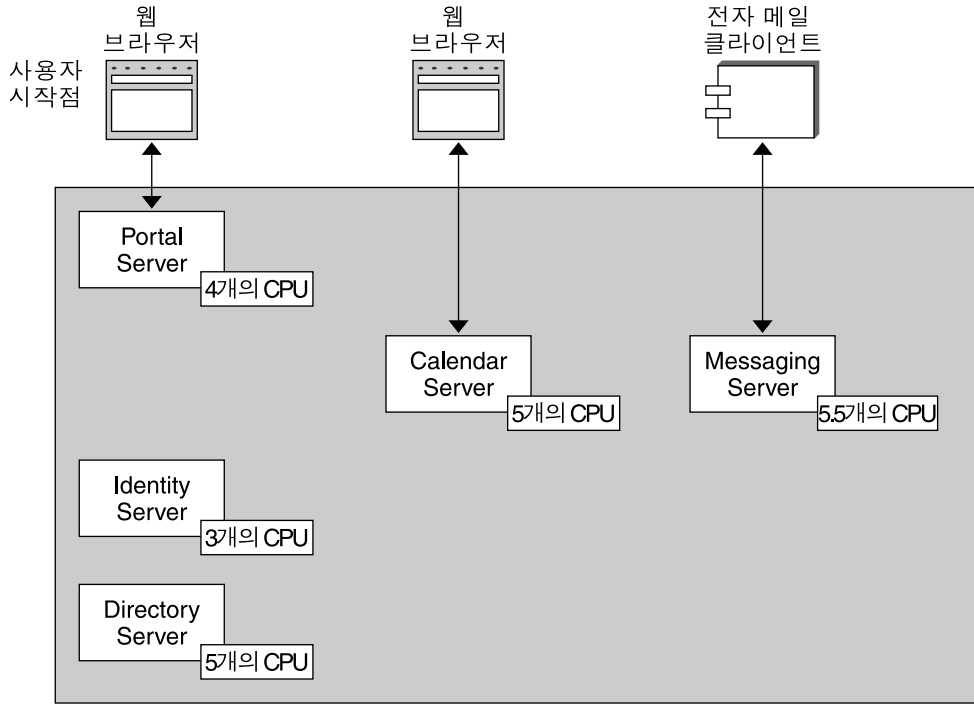 웹
브라우저
웹
브라우저
전자 메일
클라이언트
사용자
시작점
Portal
Server
4개의 CPU
Calendar
Server
5개의 CPU
Messaging
Server
5.5개의 CPU
Identity
Server
3개의 CPU
Directory
Server
5개의 CPU